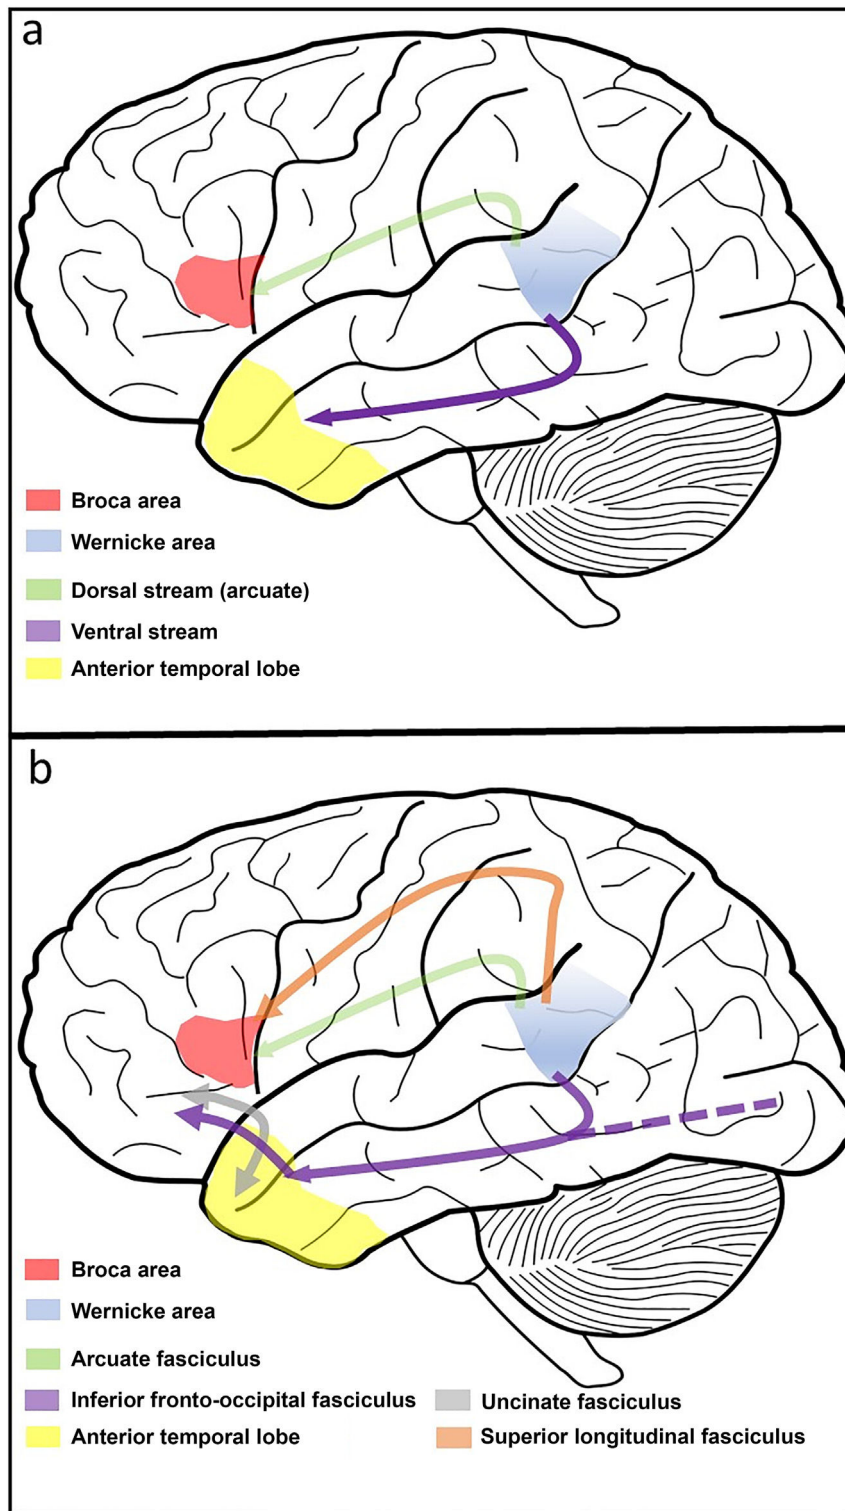 a
Broca area
Wernicke area
Dorsal stream (arcuate)
Ventral stream
Anterior temporal lobe
b
Broca area
Wernicke area
Arcuate fasciculus
Inferior fronto-occipital fasciculus
Uncinate fasciculus
Anterior temporal lobe
Superior longitudinal fasciculus